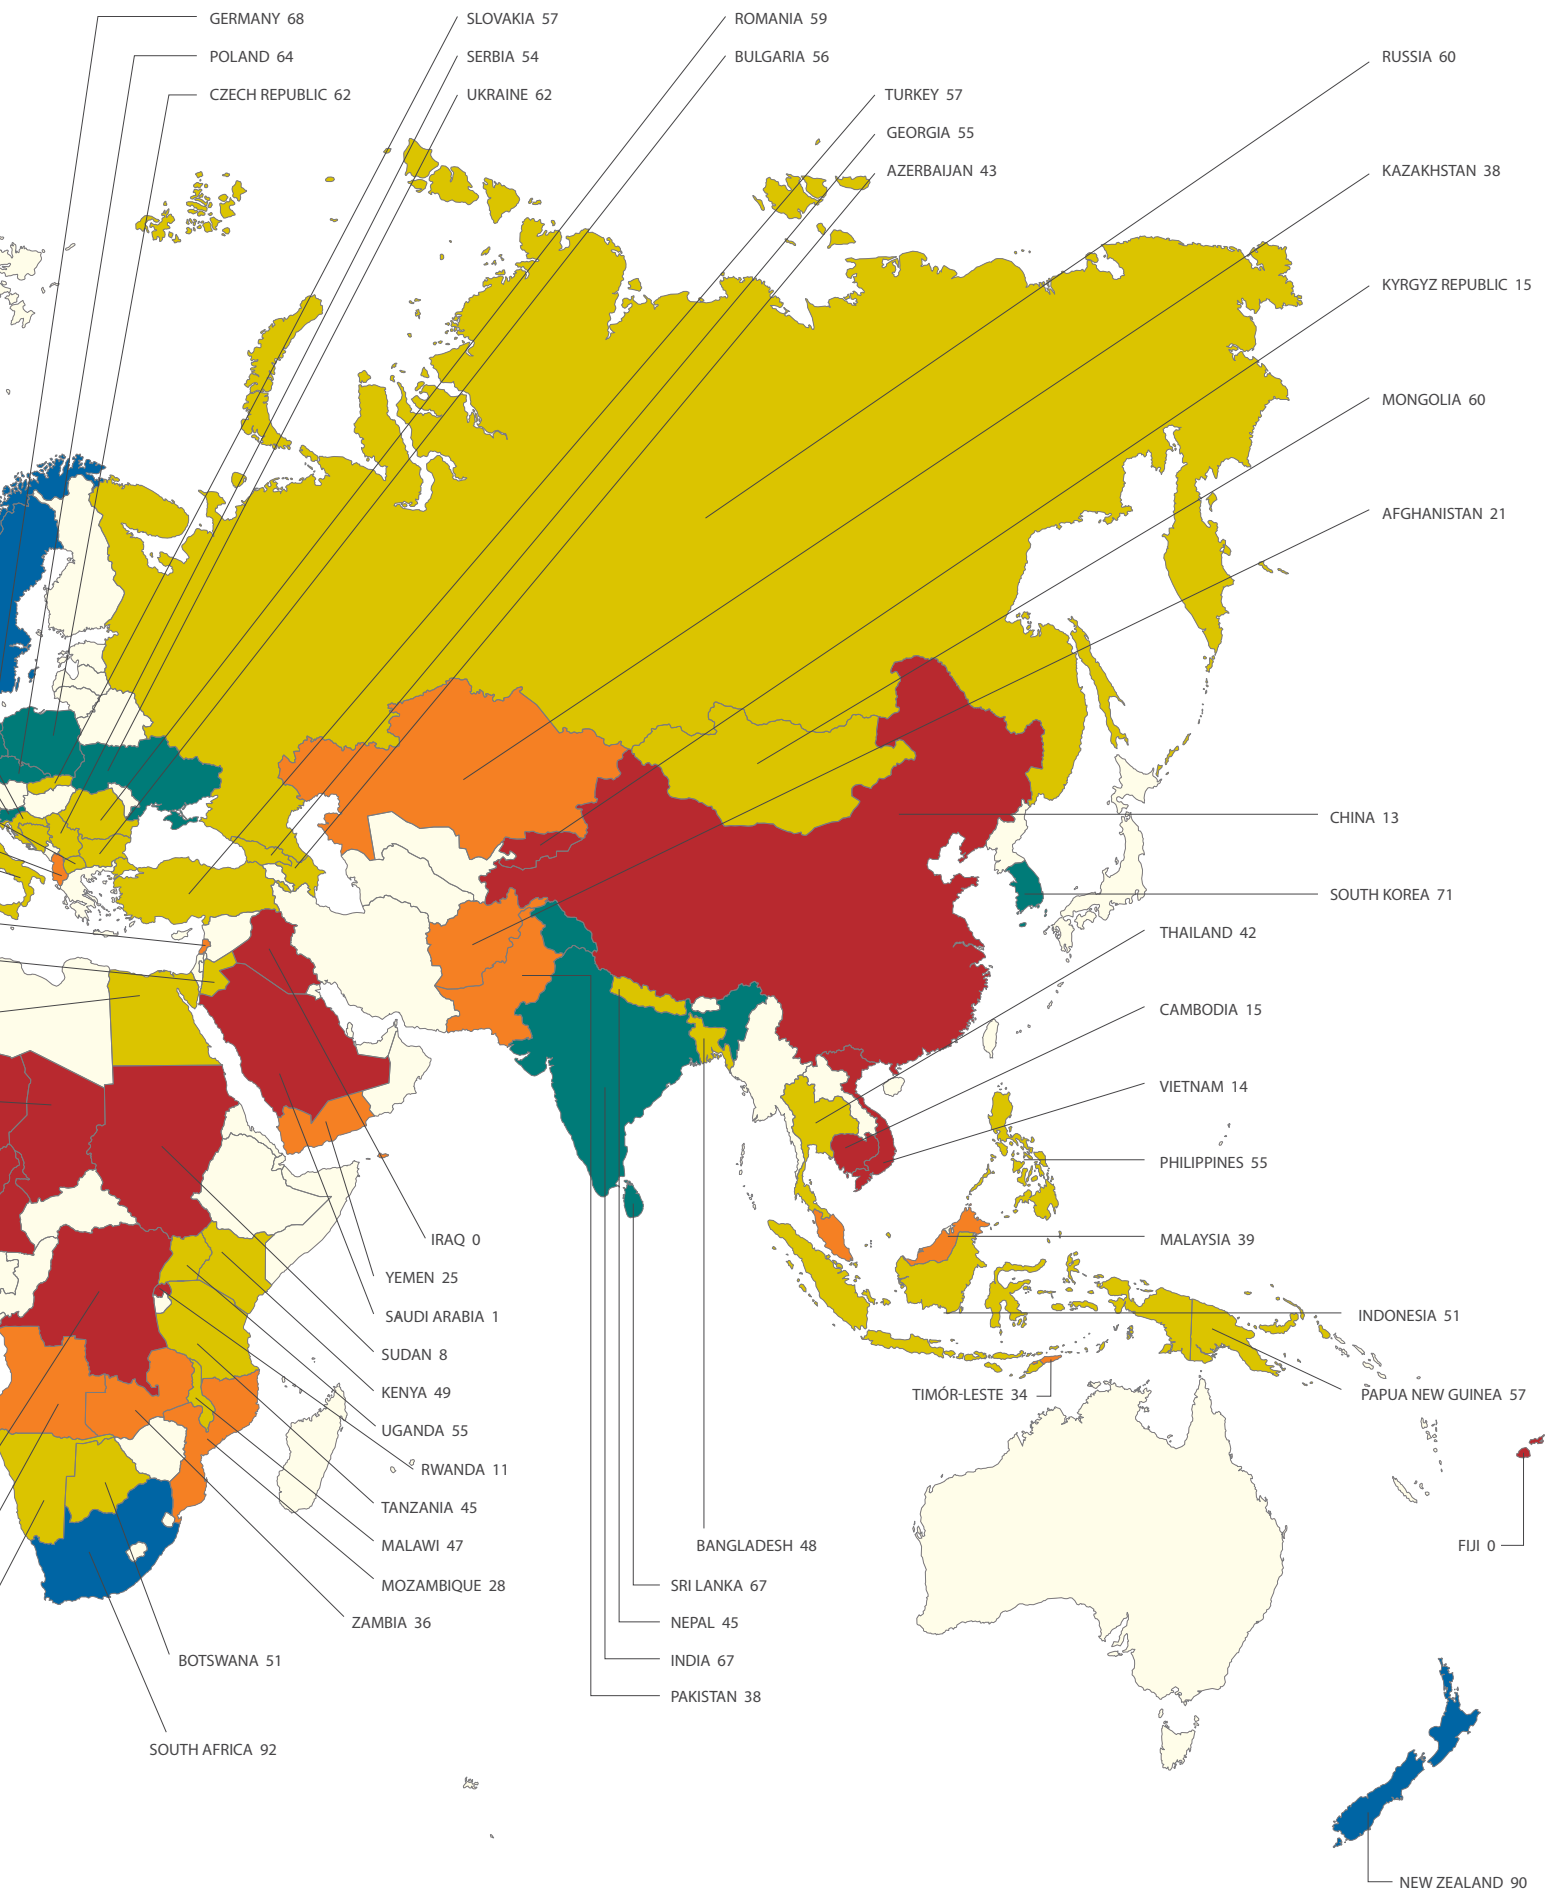 GERMANY 68
SLOVAKIA 57
ROMANIA 59
POLAND 64
SERBIA 54
BULGARIA 56
RUSSIA 60
CZECH REPUBLIC 62
UKRAINE 62
TURKEY 57
GEORGIA 55
AZERBAIJAN 43
KAZAKHSTAN 38
KYRGYZ REPUBLIC 15
MONGOLIA 60
AFGHANISTAN 21
CHINA 13
SOUTH KOREA 71
THAILAND 42
CAMBODIA 15
VIETNAM 14
PHILIPPINES 55
IRAQ 0
MALAYSIA 39
YEMEN 25
SAUDI ARABIA 1
INDONESIA 51
SUDAN 8
KENYA 49
TIMÓR-LESTE 34
PAPUA NEW GUINEA 57
UGANDA 55
RWANDA 11
TANZANIA 45
MALAWI 47
BANGLADESH 48
FIJI 0
MOZAMBIQUE 28
SRI LANKA 67
ZAMBIA 36
NEPAL 45
BOTSWANA 51
INDIA 67
PAKISTAN 38
SOUTH AFRICA 92
NEW ZEALAND 90